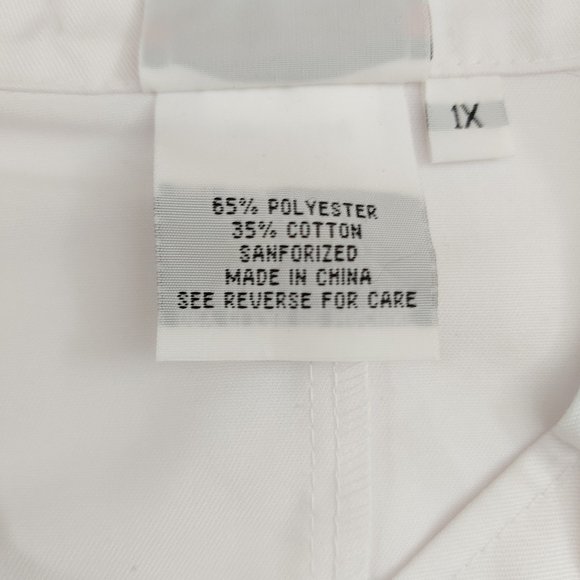 1X
65% POLYESTER
35% COTTON
SANFORIZED
MADE IN CHINA
SEE REVERSE FOR CARE